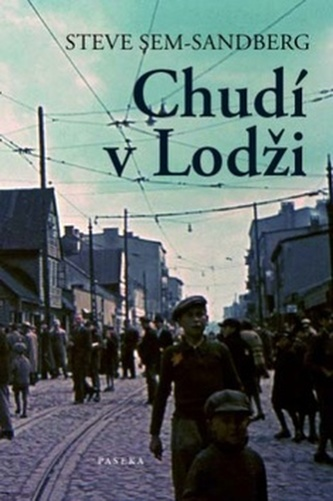 STEVE SEM-SANDBERG
Chudí
v Lodži
PASEKA